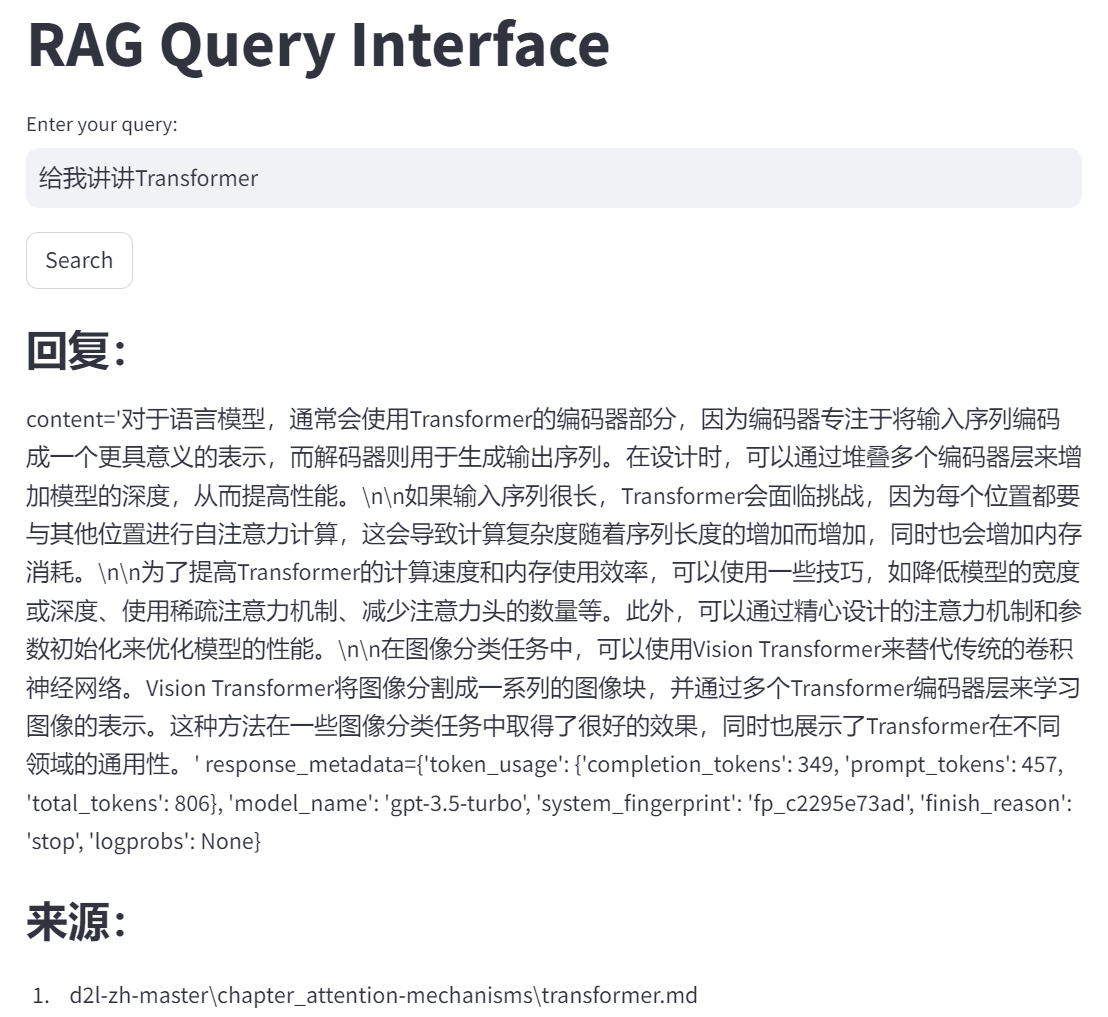 RAG Query Interface
Enter your query:
给我讲讲Transformer
Search
回复：
content='对于语言模型，通常会使用Transformer的编码器部分，因为编码器专注于将输入序列编码
成一个更具意义的表示，而解码器则用于生成输出序列。在设计时，可以通过堆叠多个编码器层来增
加模型的深度，从而提高性能。\n\n如果输入序列很长，Transformer会面临挑战，因为每个位置都要
与其他位置进行自注意力计算，这会导致计算复杂度随着序列长度的增加而增加，同时也会增加内存
消耗。\n\n为了提高Transformer的计算速度和内存使用效率，可以使用一些技巧，如降低模型的宽度
或深度、使用稀疏注意力机制、减少注意力头的数量等。此外，可以通过精心设计的注意力机制和参
数初始化来优化模型的性能。\n\n在图像分类任务中，可以使用Vision Transformer来替代传统的卷积
神经网络。Vision Transformer将图像分割成一系列的图像块，并通过多个Transformer编码器层来学习
图像的表示。这种方法在一些图像分类任务中取得了很好的效果，同时也展示了Transformer在不同
领域的通用性。' response_metadata={'token_usage': {'completion_tokens': 349, 'prompt_tokens': 457,
'total_tokens': 806}, 'model_name': 'gpt-3.5-turbo', 'system_fingerprint': 'fp_c2295e73ad', 'finish_reason':
'stop', 'logprobs': None}
来源：
1. d2l-zh-master\chapter_attention-mechanisms\transformer.md